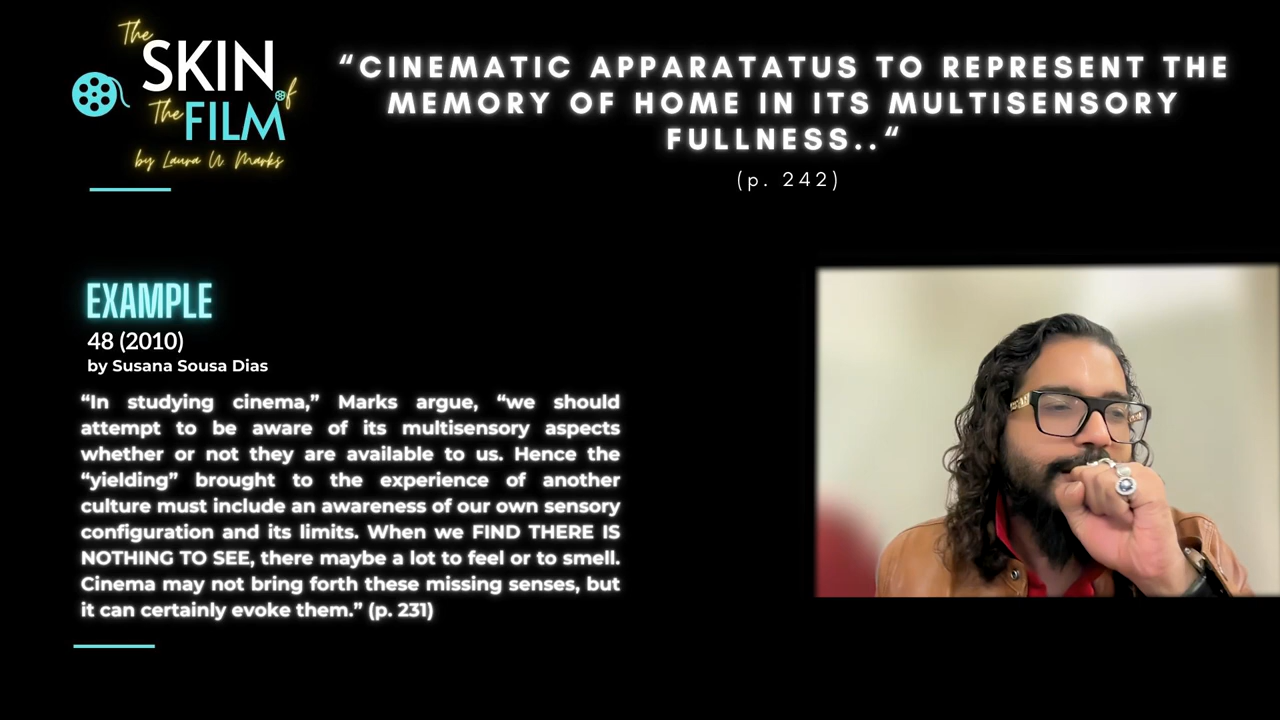 The
SKIN
of
The
FILM
by Laura U Marks
“CINEMATIC APPARATATUS TO REPRESENT THE
MEMORY OF HOME IN ITS MULTISENSORY
FULLNESS..“
(p. 242)
EXAMPLE
48 (2010)
by Susana Sousa Dias
“In studying cinema,” Marks argue, “we should
attempt to be aware of its multisensory aspects
whether or not they are available to us. Hence the
“yielding” brought to the experience of another
culture must include an awareness of our own sensory
configuration and its limits. When we FIND THERE IS
NOTHING TO SEE, there maybe a lot to feel or to smell.
Cinema may not bring forth these missing senses, but
it can certainly evoke them.” (p. 231)